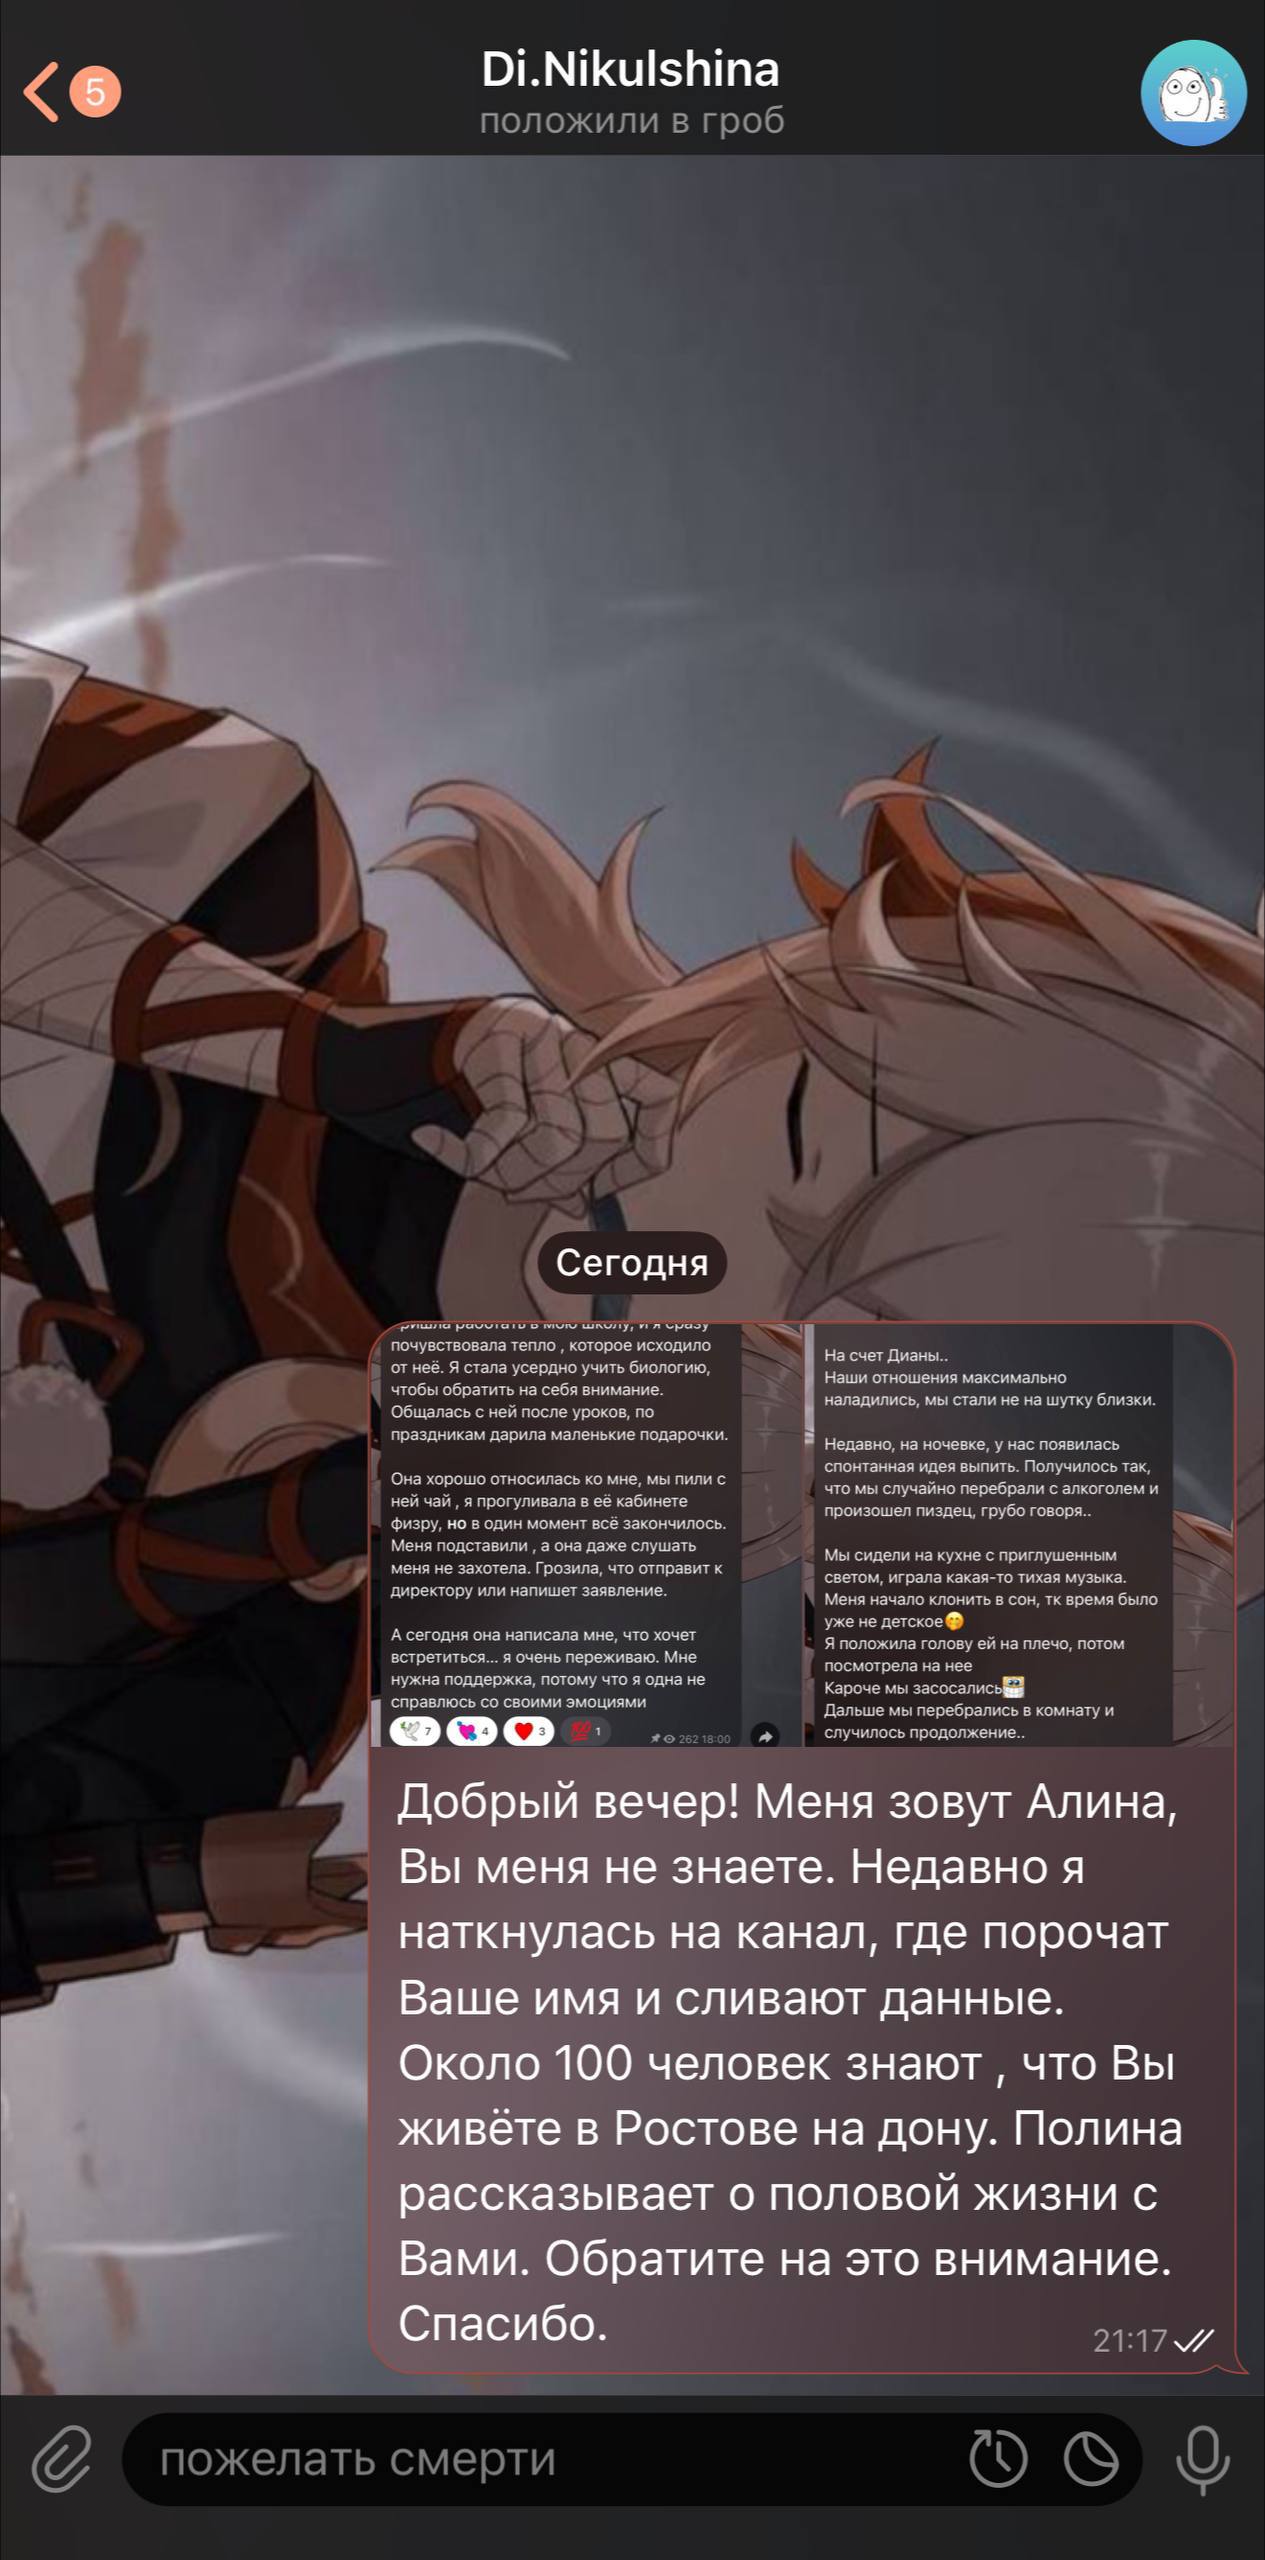 5
Di.Nikulshina
положили в гроб
Сегодня
пришла работать в мою школу, и я сразу
почувствовала тепло , которое исходило
от неё. Я стала усердно учить биологию,
чтобы обратить на себя внимание.
Общалась с ней после уроков, по
праздникам дарила маленькие подарочки.
Она хорошо относилась ко мне, мы пили с
ней чай , я прогуливала в её кабинете
физру, но в один момент всё закончилось.
Меня подставили , а она даже слушать
меня не захотела. Грозила, что отправит к
директору или напишет заявление.
А сегодня она написала мне, что хочет
встретиться... я очень переживаю. Мне
нужна поддержка, потому что я одна не
справлюсь со своими эмоциями
7 4 3 1
262 18:00
На счет Дианы..
Наши отношения максимально
наладились, мы стали не на шутку близки.
Недавно, на ночевке, у нас появилась
спонтанная идея выпить. Получилось так,
что мы случайно перебрали с алкоголем и
произошел пиздец, грубо говоря..
Мы сидели на кухне с приглушенным
светом, играла какая-то тихая музыка.
Меня начало клонить в сон, тк время было
уже не детское🤭
Я положила голову ей на плечо, потом
посмотрела на нее
Кароче мы засосались
Дальше мы перебрались в комнату и
случилось продолжение..
Добрый вечер! Меня зовут Алина,
Вы меня не знаете. Недавно я
наткнулась на канал, где порочат
Ваше имя и сливают данные.
Около 100 человек знают , что Вы
живёте в Ростове на дону. Полина
рассказывает о половой жизни с
Вами. Обратите на это внимание.
Спасибо.
21:17
пожелать смерти